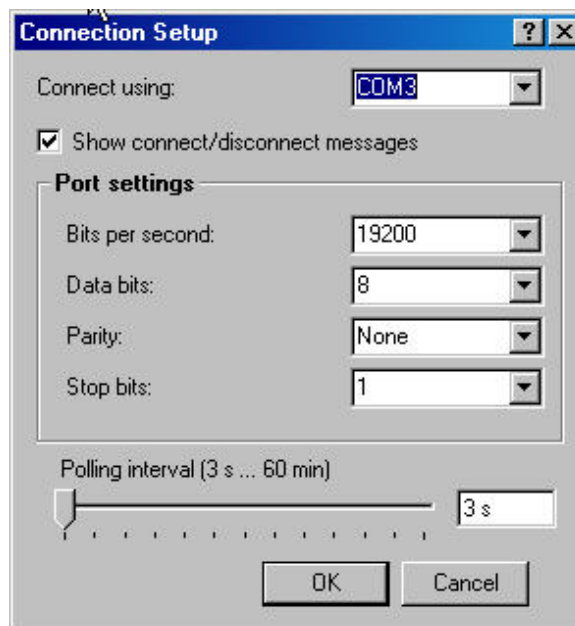 Connection Setup
Connect using: COM3
Show connect/disconnect messages
Port settings
Bits per second: 19200
Data bits: 8
Parity: None
Stop bits: 1
Polling interval (3 s ... 60 min)
3 s
OK Cancel